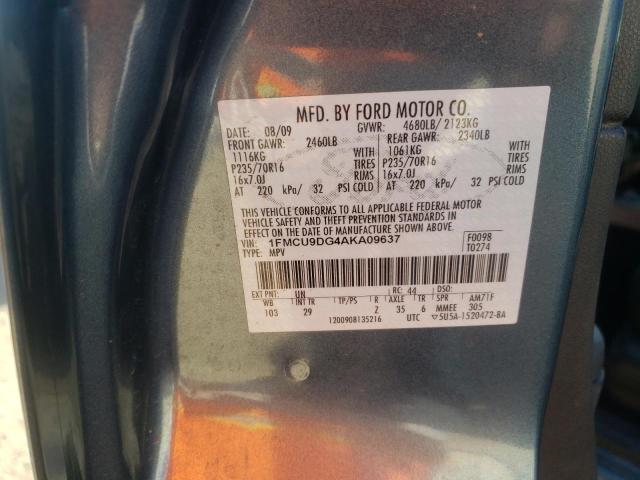 MFD. BY FORD MOTOR CO.
DATE: 08/09 GVWR: 4680LB/ 2123KG
FRONT GAWR: 2460LB REAR GAWR: 2340LB
1116KG WITH 1061KG WITH
P235/70R16 TIRES P235/70R16 TIRES
16x7.0J RIMS 16x7.0J RIMS
AT 220 kPa/ 32 PSI COLD AT 220 kPa/ 32 PSI COLD
THIS VEHICLE CONFORMS TO ALL APPLICABLE FEDERAL MOTOR
VEHICLE SAFETY AND THEFT PREVENTION STANDARDS IN
EFFECT ON THE DATE OF MANUFACTURE SHOWN ABOVE.
VIN: 1FMCU9DG4AKA09637 F0098
TYPE: MPV T0274
EXT PNT: UN RC: 44 DSO:
WB INT TR TP/PS R AXLE TR SPR AM71F
103 29 Z 35 6 MMEE 305
1200908135216 UTC ▽5U5A-1520472-BA